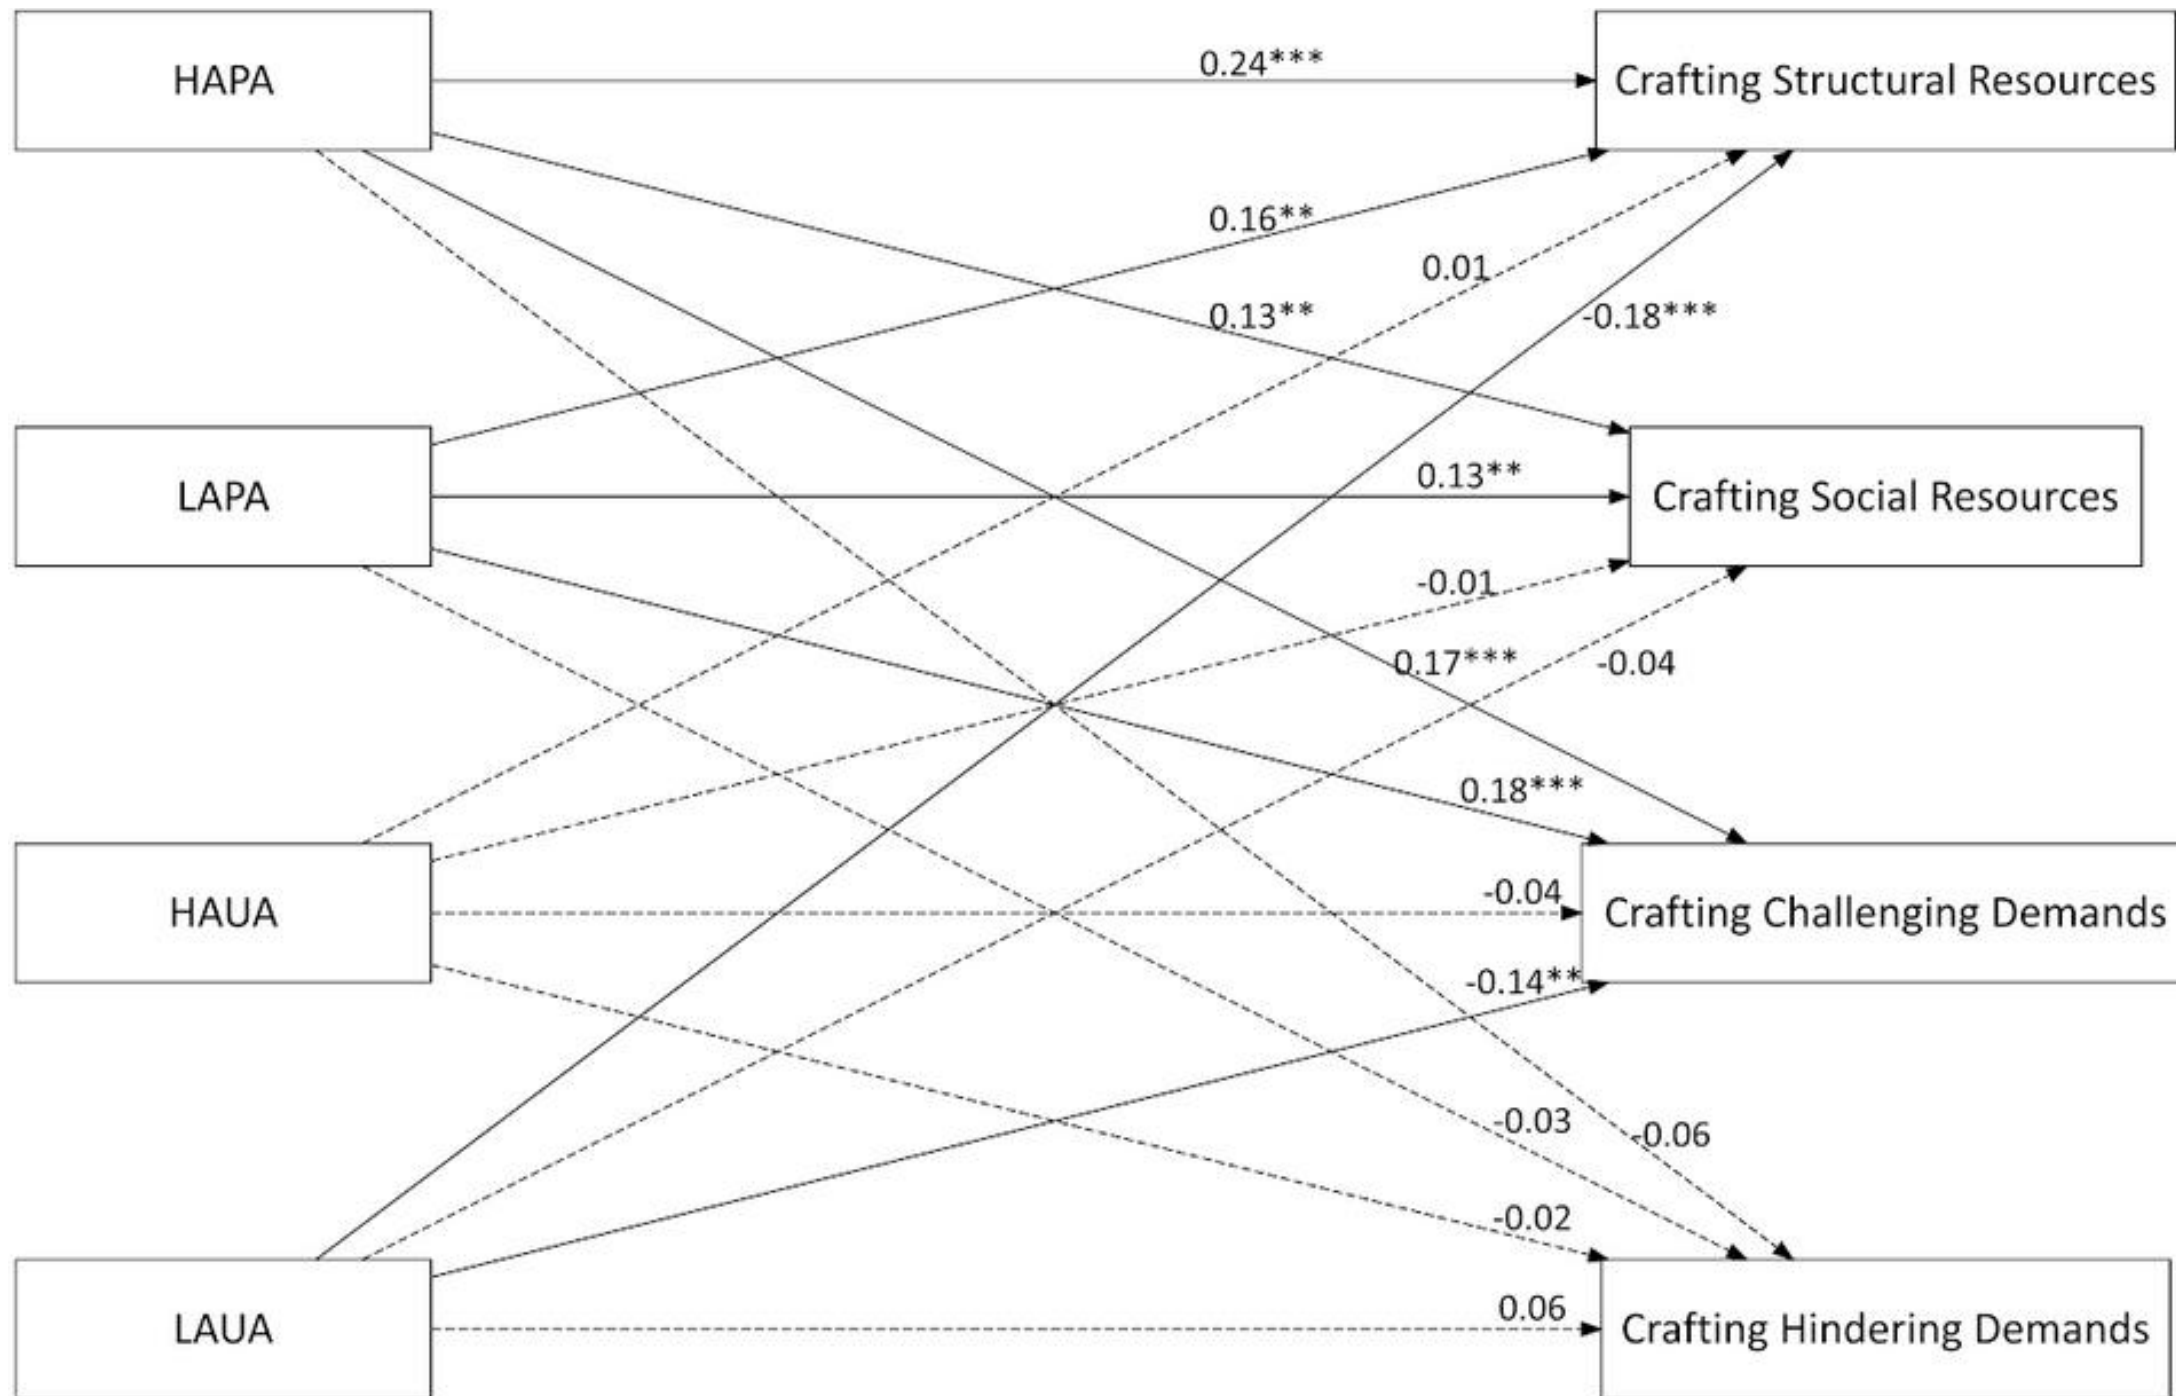 HAPA
0.24***
Crafting Structural Resources
0.16**
0.01
0.13**
-0.18***
LAPA
0.13**
Crafting Social Resources
-0.01
0.17***
-0.04
0.18***
HAUA
-0.04
Crafting Challenging Demands
-0.14**
-0.03
-0.06
-0.02
LAUA
0.06
Crafting Hindering Demands